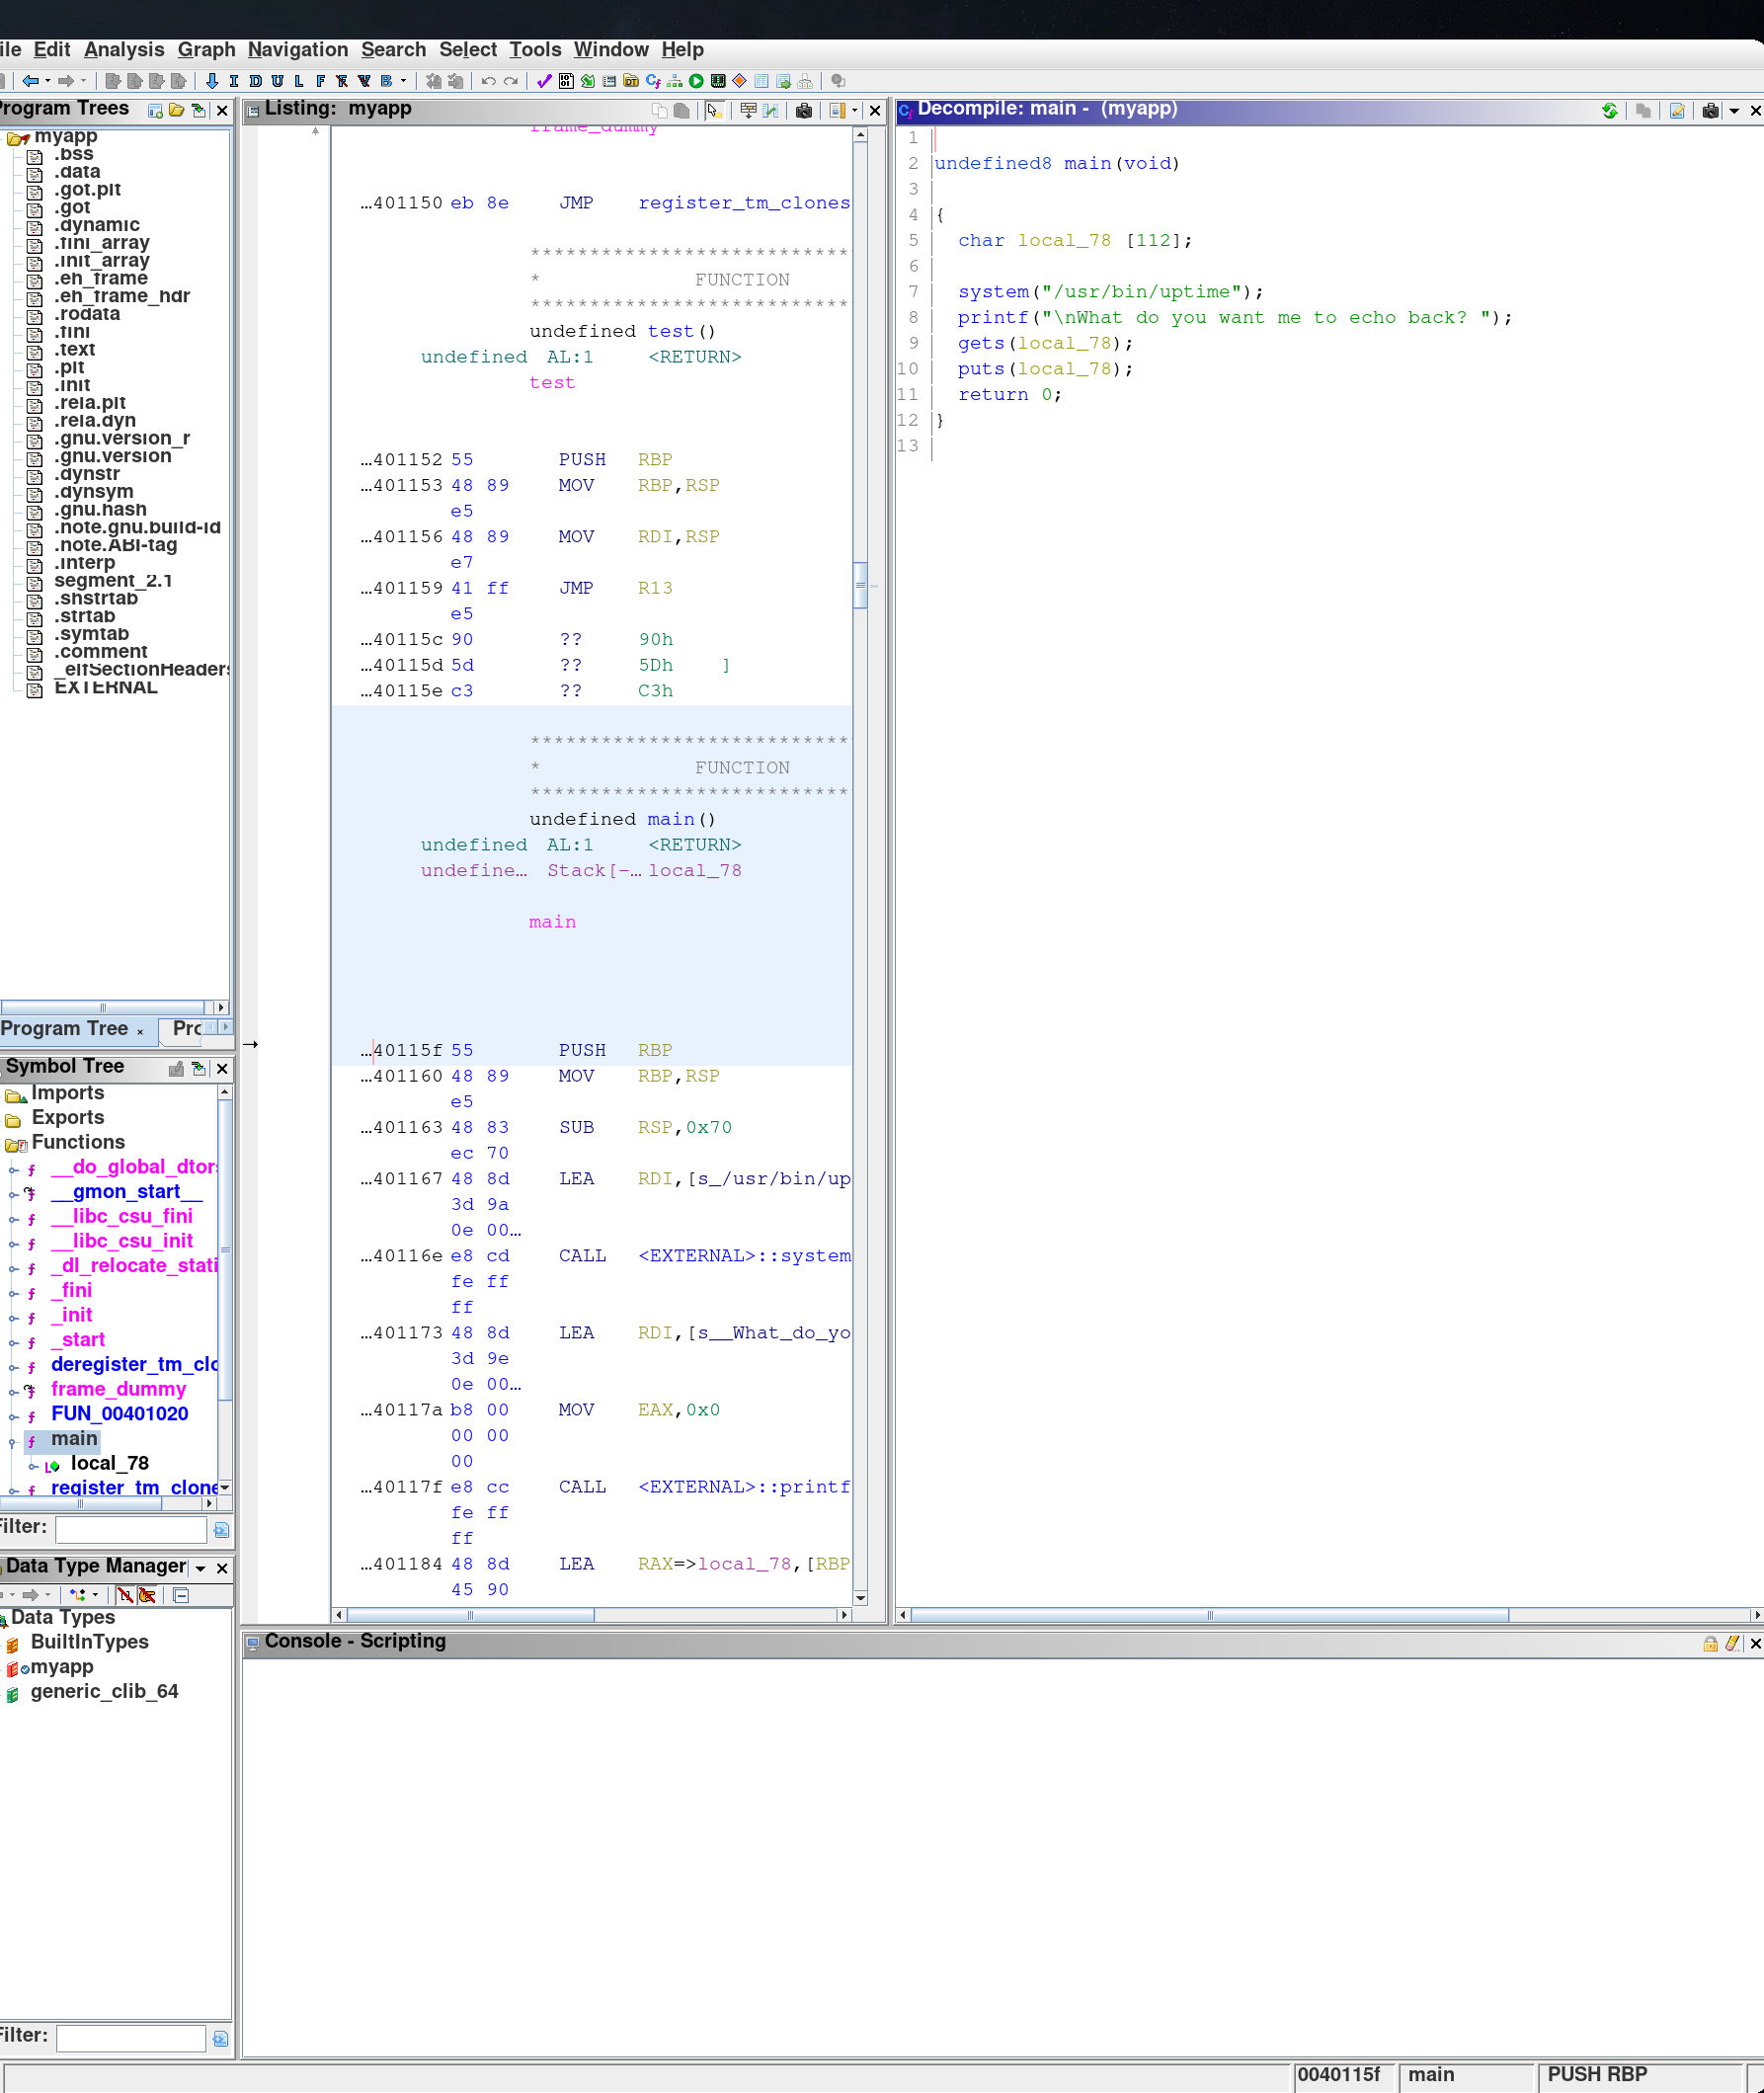 ile Edit Analysis Graph Navigation Search Select Tools Window Help
I D U L F B
Program Trees
myapp
.bss
.data
.got.plt
.got
.dynamic
.fini_array
.init_array
.eh_frame
.eh_frame_hdr
.rodata
.fini
.text
.plt
.init
.rela.plt
.rela.dyn
.gnu.version_r
.gnu.version
.dynstr
.dynsym
.gnu.hash
.note.gnu.build-id
.note.ABI-tag
.interp
segment_2.1
.shstrtab
.strtab
.symtab
.comment
_elfSectionHeaders
EXTERNAL
Program Tree × Pro
Symbol Tree
Imports
Exports
Functions
__do_global_dtors
__gmon_start__
__libc_csu_fini
__libc_csu_init
_dl_relocate_stati
_fini
_init
_start
deregister_tm_clo
frame_dummy
FUN_00401020
main
local_78
register_tm_clone
Filter:
Data Type Manager
Data Types
BuiltInTypes
myapp
generic_clib_64
Filter:
Listing: myapp
frame_dummy
…401150 eb 8e JMP register_tm_clones
***************************
* FUNCTION
***************************
undefined test()
undefined AL:1 <RETURN>
test
…401152 55 PUSH RBP
…401153 48 89 MOV RBP,RSP
e5
…401156 48 89 MOV RDI,RSP
e7
…401159 41 ff JMP R13
e5
…40115c 90 ?? 90h
…40115d 5d ?? 5Dh ]
…40115e c3 ?? C3h
***************************
* FUNCTION
***************************
undefined main()
undefined AL:1 <RETURN>
undefine… Stack[-… local_78
main
…40115f 55 PUSH RBP
…401160 48 89 MOV RBP,RSP
e5
…401163 48 83 SUB RSP,0x70
ec 70
…401167 48 8d LEA RDI,[s_/usr/bin/up
3d 9a
0e 00…
…40116e e8 cd CALL <EXTERNAL>::system
fe ff
ff
…401173 48 8d LEA RDI,[s__What_do_yo
3d 9e
0e 00…
…40117a b8 00 MOV EAX,0x0
00 00
00
…40117f e8 cc CALL <EXTERNAL>::printf
fe ff
ff
…401184 48 8d LEA RAX=>local_78,[RBP
45 90
Decompile: main - (myapp)
1
2 undefined8 main(void)
3
4 {
5 char local_78 [112];
6
7 system("/usr/bin/uptime");
8 printf("\nWhat do you want me to echo back? ");
9 gets(local_78);
10 puts(local_78);
11 return 0;
12 }
13
Console - Scripting
0040115f main PUSH RBP